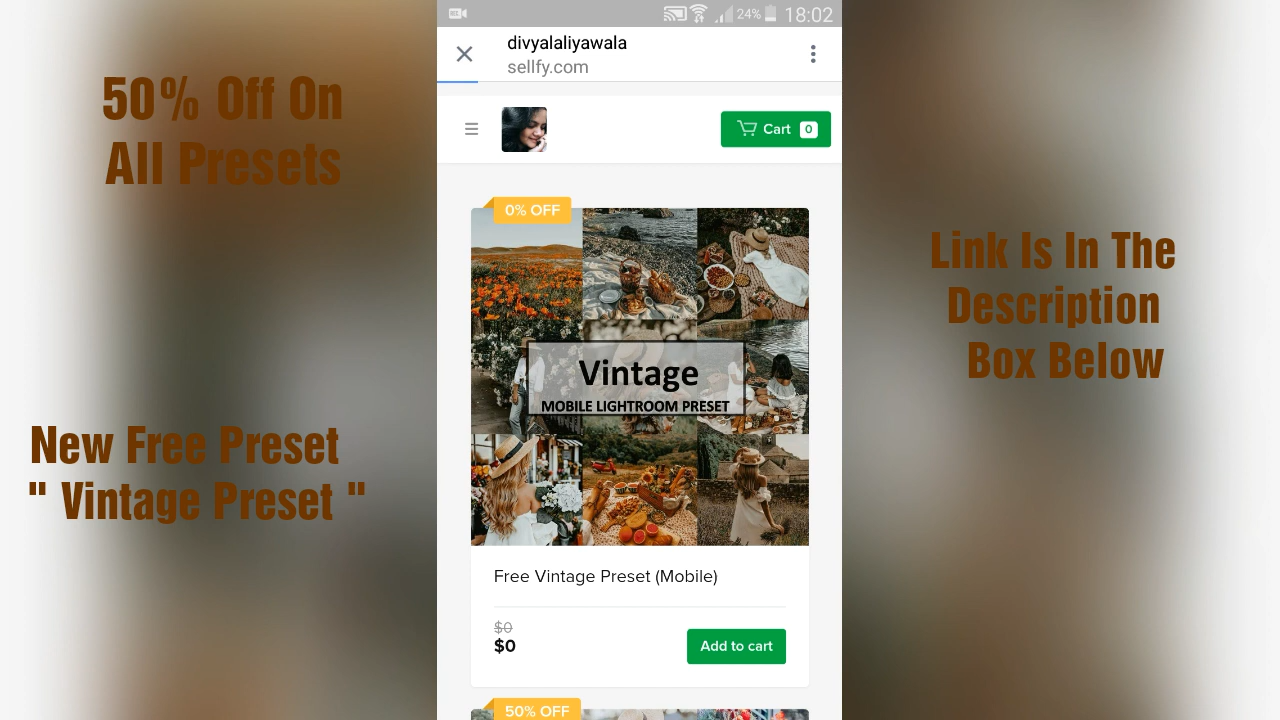 50% Off On
All Presets
New Free Preset
" Vintage Preset "
24% 18:02
divyalaliyawala
sellfy.com
Cart 0
0% OFF
Vintage
MOBILE LIGHTROOM PRESET
Free Vintage Preset (Mobile)
$0
$0
Add to cart
50% OFF
Link Is In The
Description
Box Below